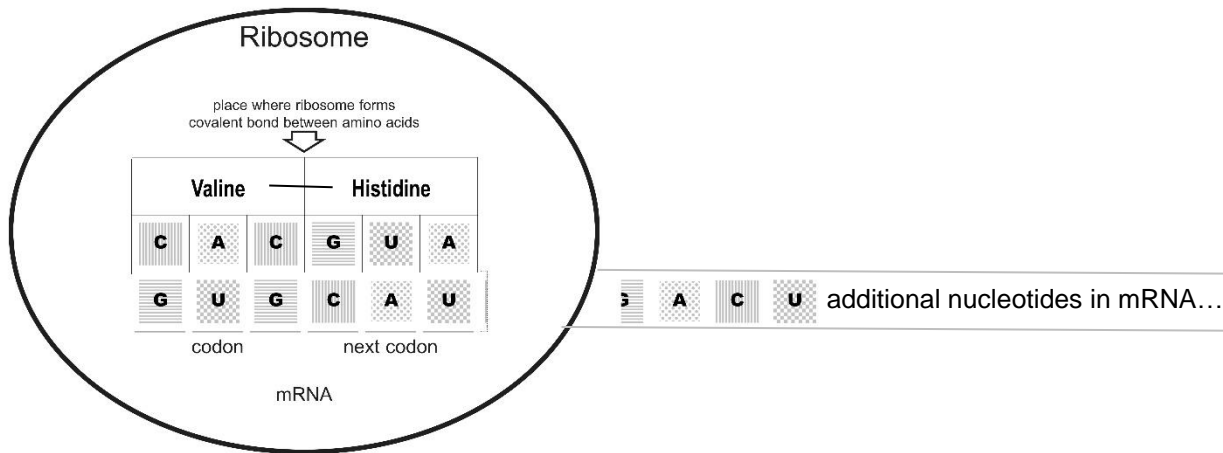 Ribosome
place where ribosome forms
covalent bond between amino acids
Valine Histidine
C A C G U A
G U G C A U
G A C U additional nucleotides in mRNA…
codon next codon
mRNA